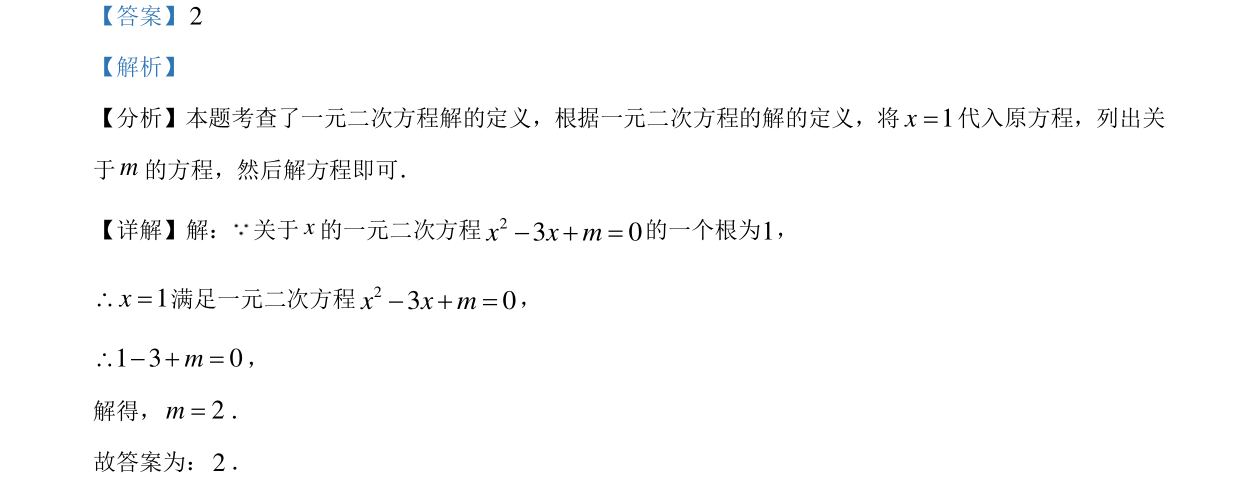 【答案】2
【解析】
【分析】本题考查了一元二次方程解的定义，根据一元二次方程的解的定义，将 x＝1代入原方程，列出关
于 m 的方程，然后解方程即可．
【详解】解：∵关于 x 的一元二次方程 x²－3x＋m＝0的一个根为1，
∴ x＝1满足一元二次方程 x²－3x＋m＝0，
∴1－3＋m＝0，
解得，m＝2．
故答案为：2．